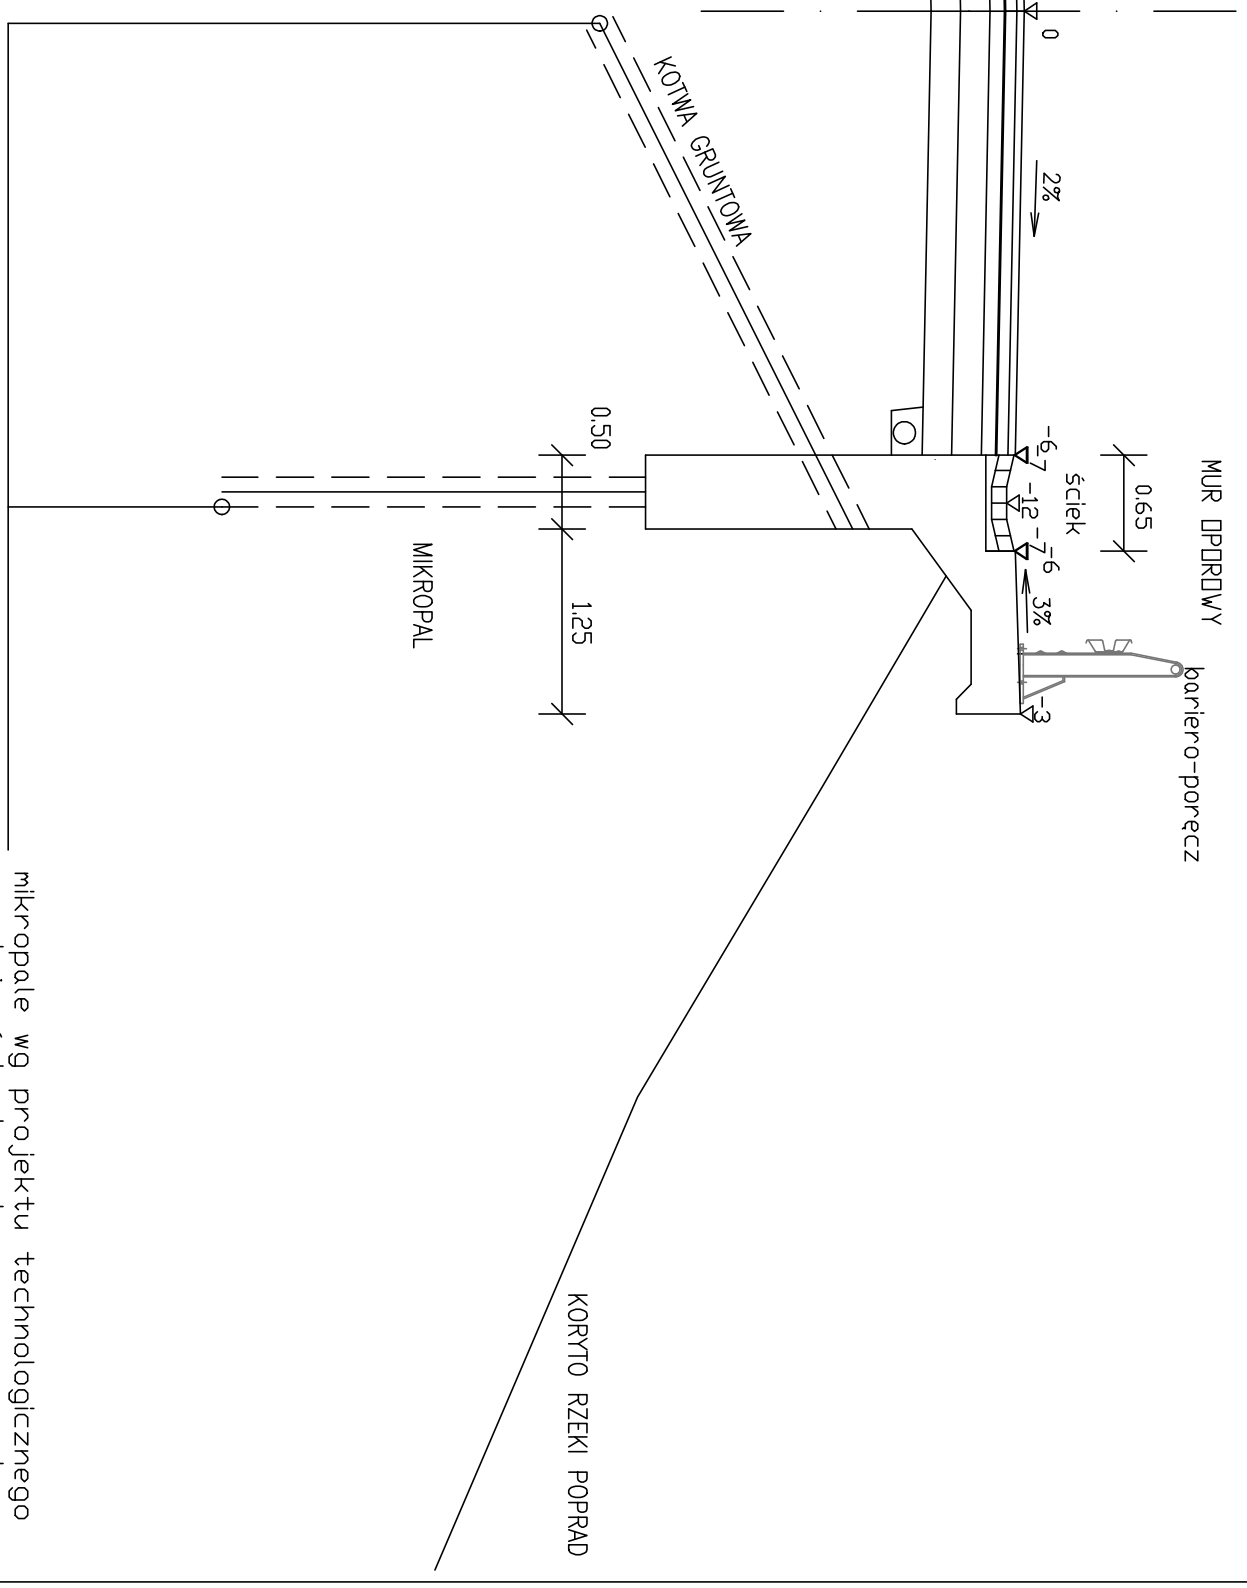 MUR OPOROWY
bariero-poręcz
0.65
ściek
0
2%
-6
-7
-12
-7
-6
3%
-3
KOTWA GRUNTOWA
0.50
1.25
MIKROPAL
KORYTO RZEKI POPRAD
mikropale wg projektu technologicznego